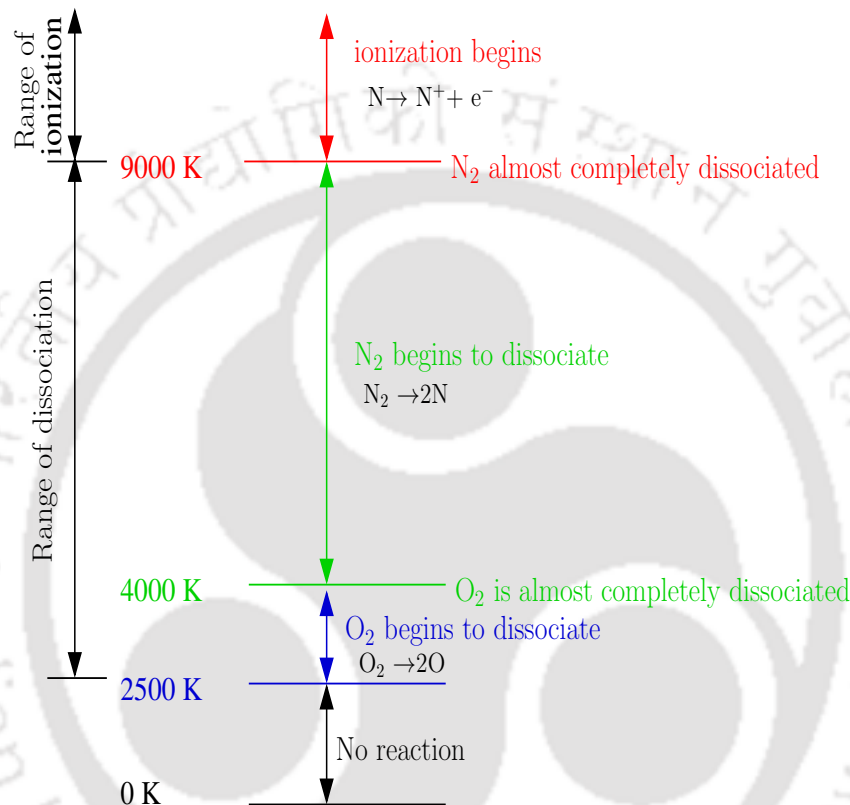 Range of
ionization
ionization begins
N→ N⁺+ e⁻
9000 K
N₂ almost completely dissociated
Range of dissociation
N₂ begins to dissociate
N₂ →2N
4000 K
O₂ is almost completely dissociated
O₂ begins to dissociate
O₂ →2O
2500 K
No reaction
0 K